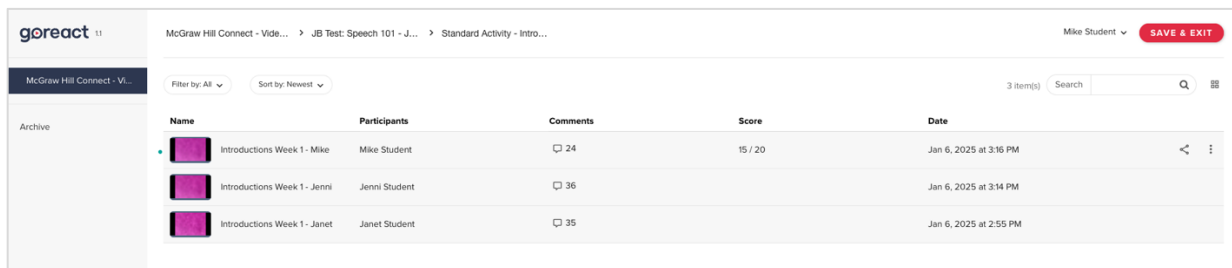 goreact 1.1
McGraw Hill Connect - Vide... > JB Test: Speech 101 - J... > Standard Activity - Intro...
Mike Student
SAVE & EXIT
McGraw Hill Connect - Vi...
Archive
Filter by: All
Sort by: Newest
3 item(s)
Search
Name Participants Comments Score Date
Introductions Week 1 - Mike Mike Student 24 15 / 20 Jan 6, 2025 at 3:16 PM
Introductions Week 1 - Jenni Jenni Student 36 Jan 6, 2025 at 3:14 PM
Introductions Week 1 - Janet Janet Student 35 Jan 6, 2025 at 2:55 PM